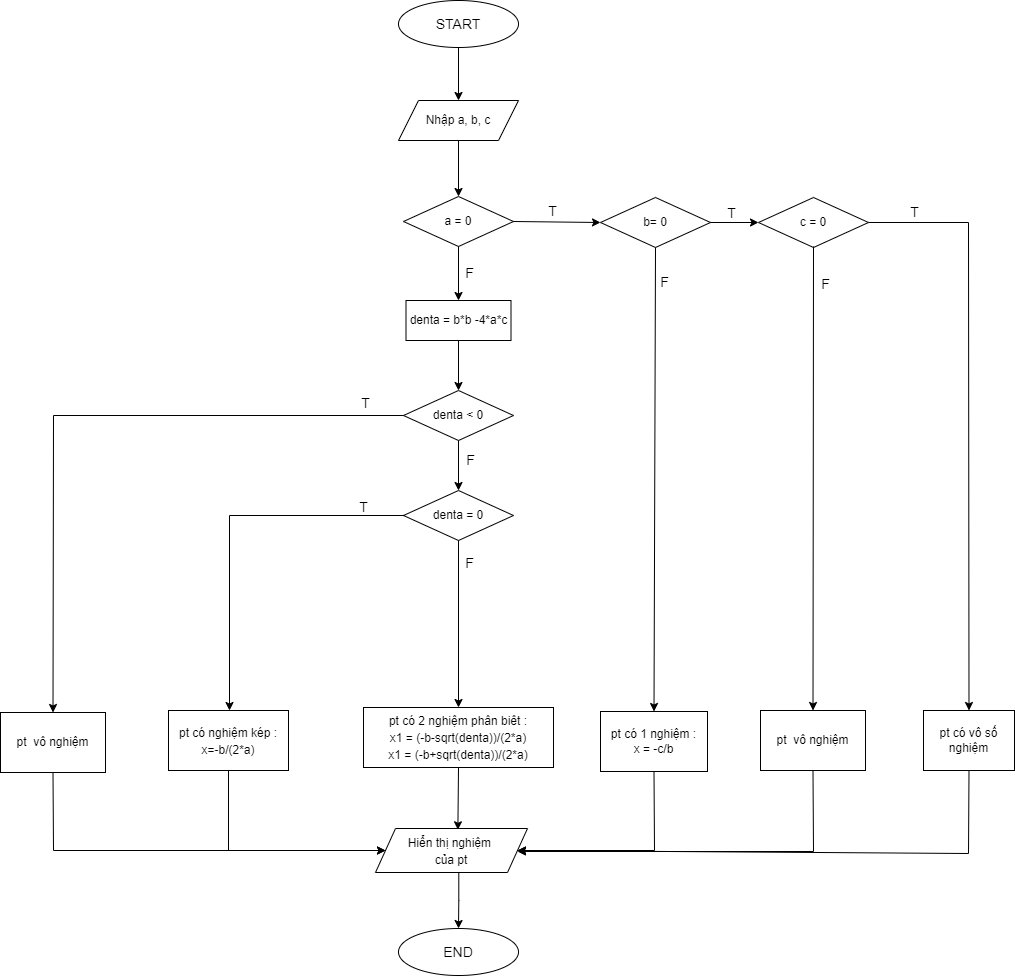 START
Nhập a, b, c
a = 0
T
b= 0
T
c = 0
T
F
F
F
denta = b*b -4*a*c
T
denta < 0
F
T
denta = 0
F
pt vô nghiệm
pt có nghiệm kép :
x=-b/(2*a)
pt có 2 nghiệm phân biêt :
x1 = (-b-sqrt(denta))/(2*a)
x1 = (-b+sqrt(denta))/(2*a)
pt có 1 nghiệm :
x = -c/b
pt vô nghiệm
pt có vô số
nghiệm
Hiển thị nghiệm
của pt
END